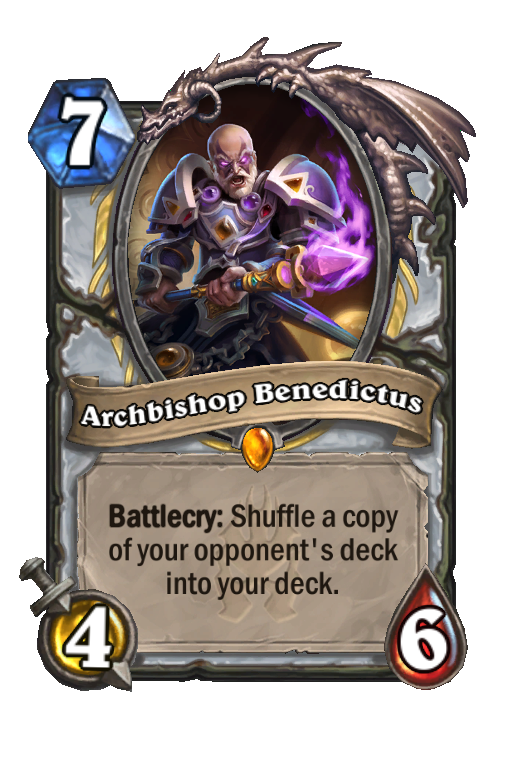 7
Archbishop Benedictus
Battlecry: Shuffle a copy
of your opponent's deck
into your deck.
4
6